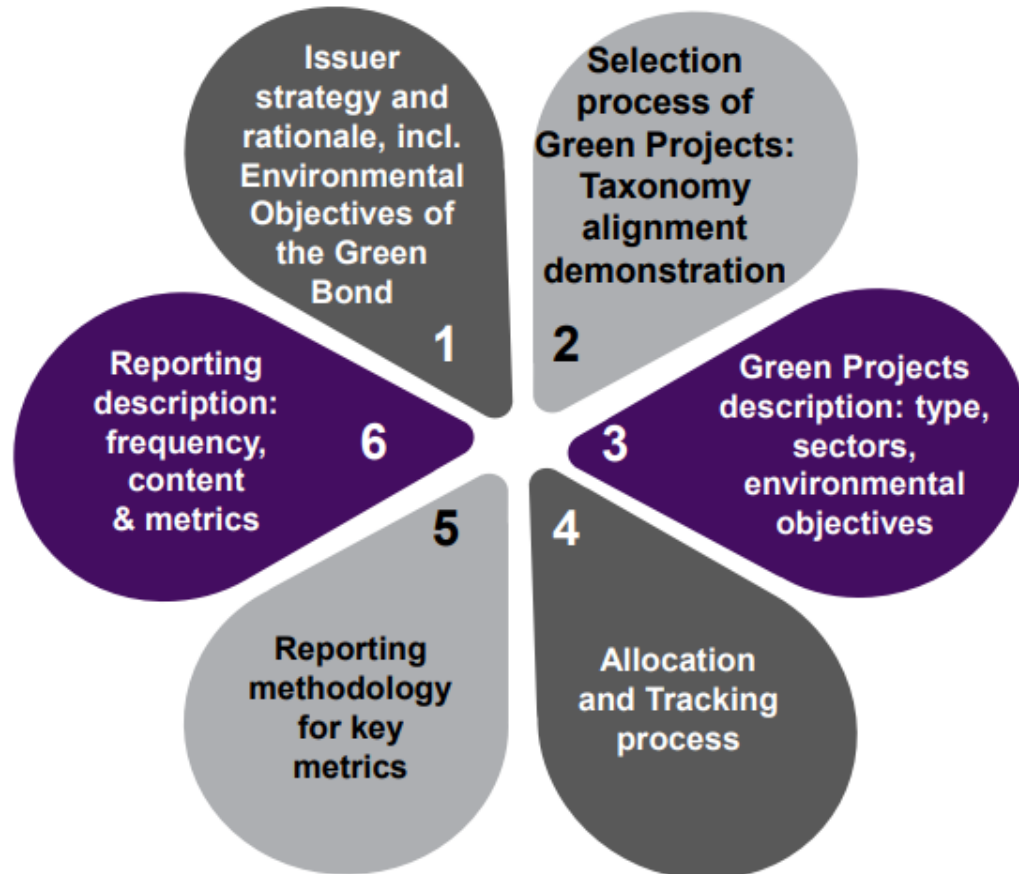 Issuer
strategy and
rationale, incl.
Environmental
Objectives of
the Green
Bond
1
Selection
process of
Green Projects:
Taxonomy
alignment
demonstration
2
Green Projects
description: type,
sectors,
environmental
objectives
3
Allocation
and Tracking
process
4
Reporting
methodology
for key
metrics
5
Reporting
description:
frequency,
content
& metrics
6